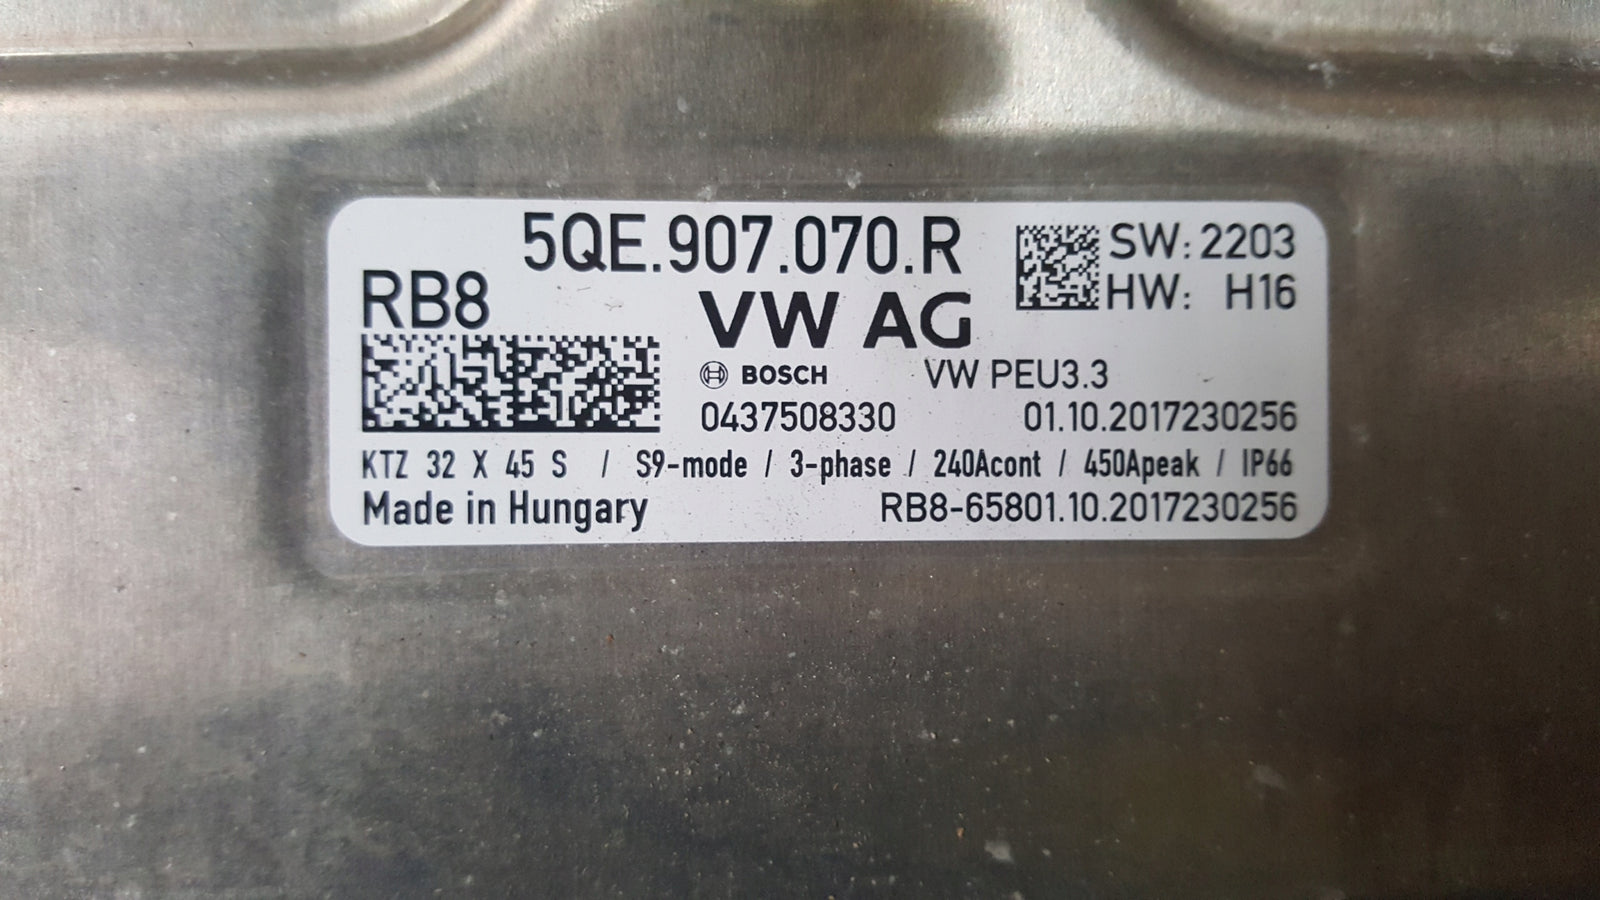 5QE.907.070.R
SW: 2203
HW: H16
RB8
VW AG
BOSCH VW PEU3.3
0437508330 01.10.2017230256
KTZ 32 X 45 S / S9-mode / 3-phase / 240Acont / 450Apeak / IP66
Made in Hungary RB8-65801.10.2017230256